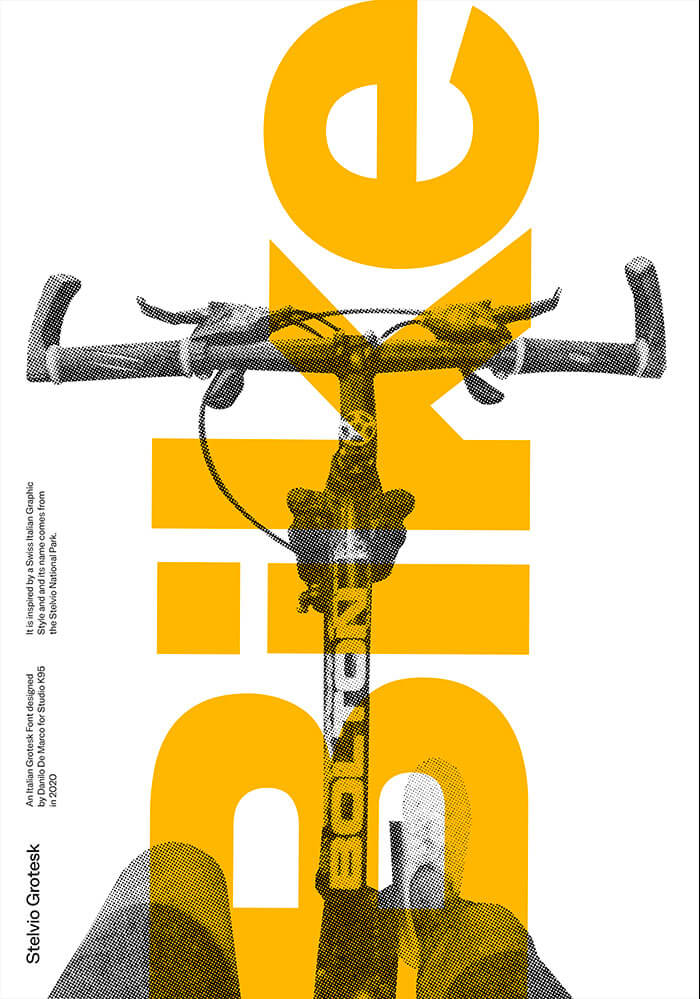 Bike
BOLTON
Stelvio Grotesk
An Italian Grotesk Font designed
by Danilo De Marco for Studio K95
in 2020
It is inspired by a Swiss Italian Graphic
Style and and its name comes from
the Stelvio National Park.